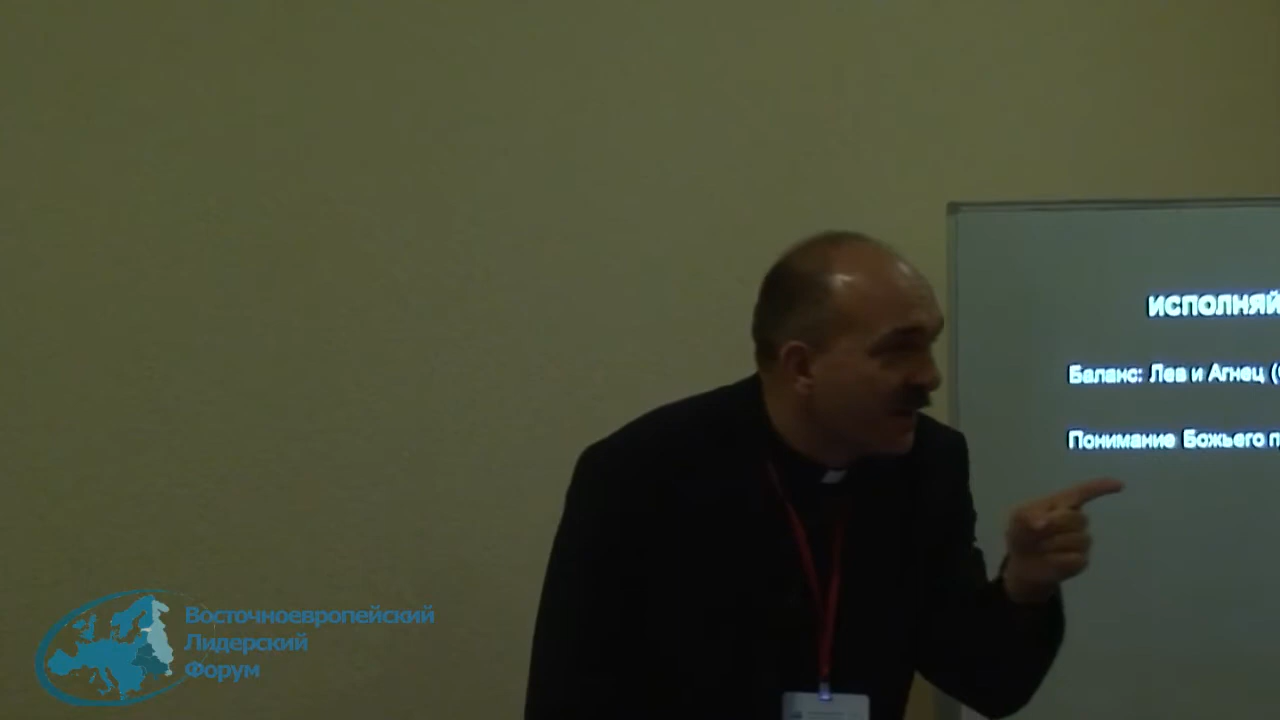 ИСПОЛНЯЙ
Баланс: Лев и Агнец (
Понимание Божьего п
Восточноевропейский
Лидерский
Форум